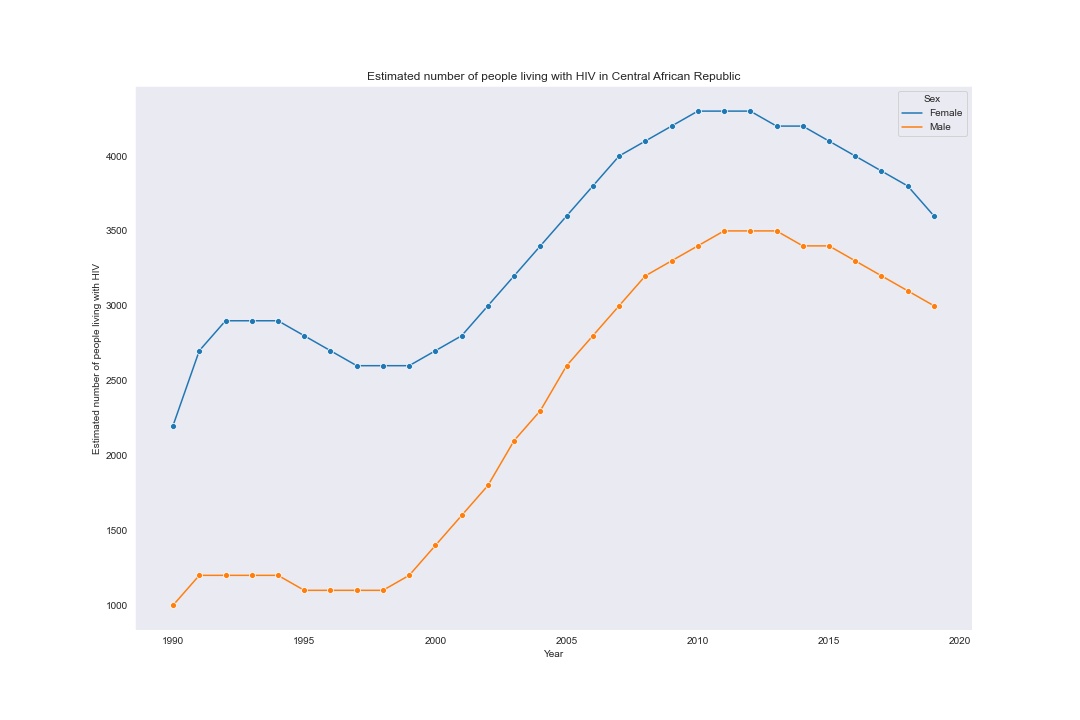 Estimated number of people living with HIV in Central African Republic
Sex
Female
Male
Estimated number of people living with HIV
4000
3500
3000
2500
2000
1500
1000
1990 1995 2000 2005 2010 2015 2020
Year